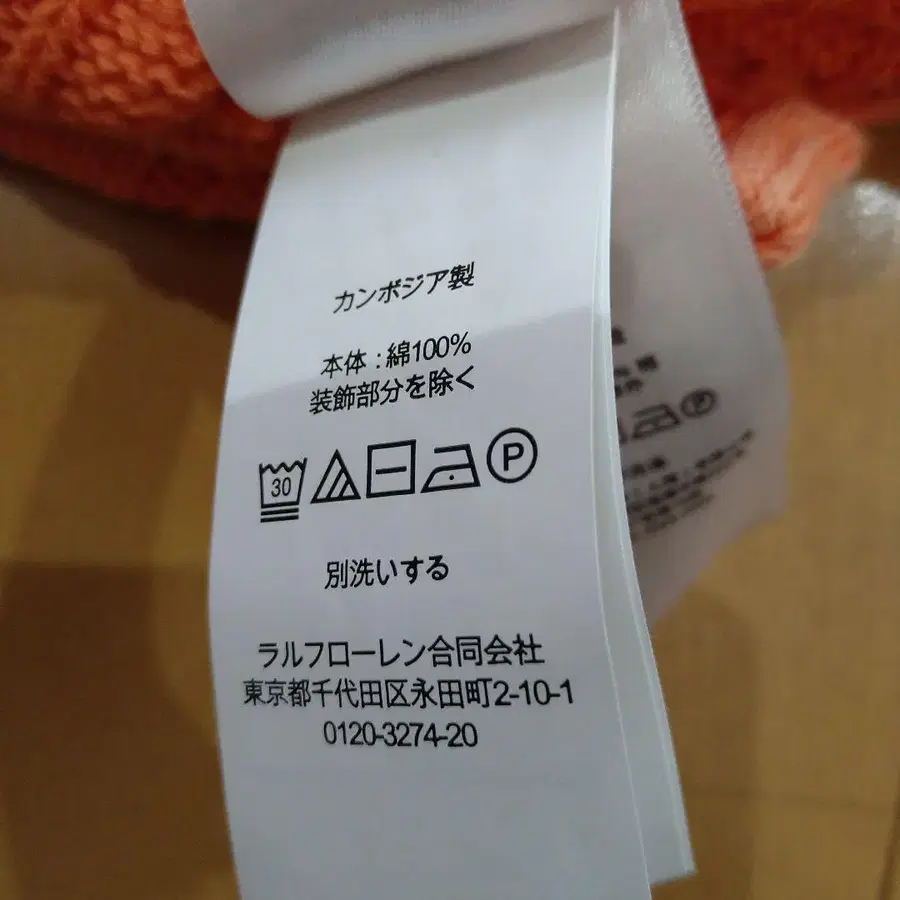 カンボジア製
本体：綿100%
装飾部分を除く
30
P
別洗いする
ラルフローレン合同会社
東京都千代田区永田町2-10-1
0120-3274-20